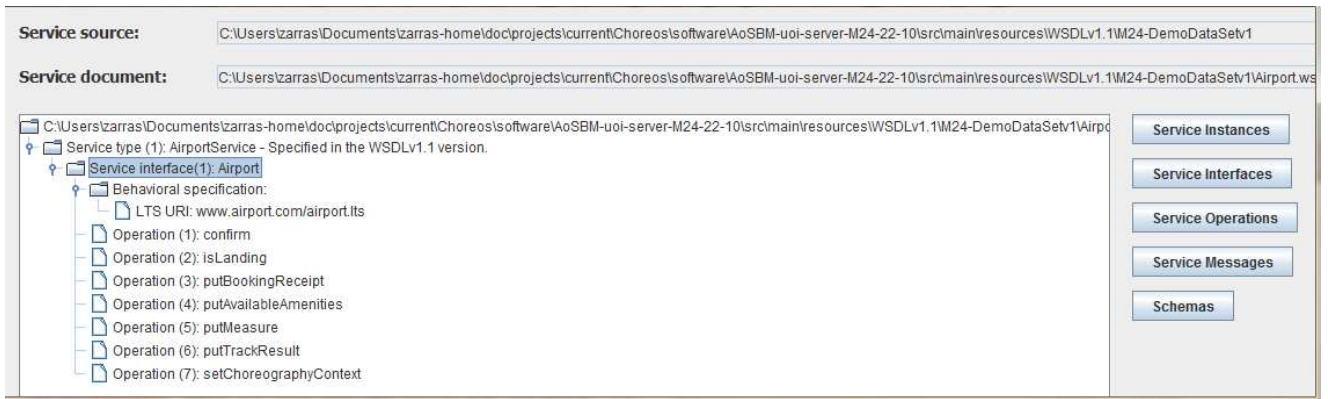 Service source: C:\Users\zarras\Documents\zarras-home\doc\projects\current\Choreos\software\AoSBM-uoi-server-M24-22-10\src\main\resources\WSDLv1.1\M24-DemoDataSetv1
Service document: C:\Users\zarras\Documents\zarras-home\doc\projects\current\Choreos\software\AoSBM-uoi-server-M24-22-10\src\main\resources\WSDLv1.1\M24-DemoDataSetv1\Airport.ws
C:\Users\zarras\Documents\zarras-home\doc\projects\current\Choreos\software\AoSBM-uoi-server-M24-22-10\src\main\resources\WSDLv1.1\M24-DemoDataSetv1\Airpo
Service type (1): AirportService - Specified in the WSDLv1.1 version.
Service interface(1): Airport
Behavioral specification:
LTS URI: www.airport.com/airport.lts
Operation (1): confirm
Operation (2): isLanding
Operation (3): putBookingReceipt
Operation (4): putAvailableAmenities
Operation (5): putMeasure
Operation (6): putTrackResult
Operation (7): setChoreographyContext
Service Instances
Service Interfaces
Service Operations
Service Messages
Schemas